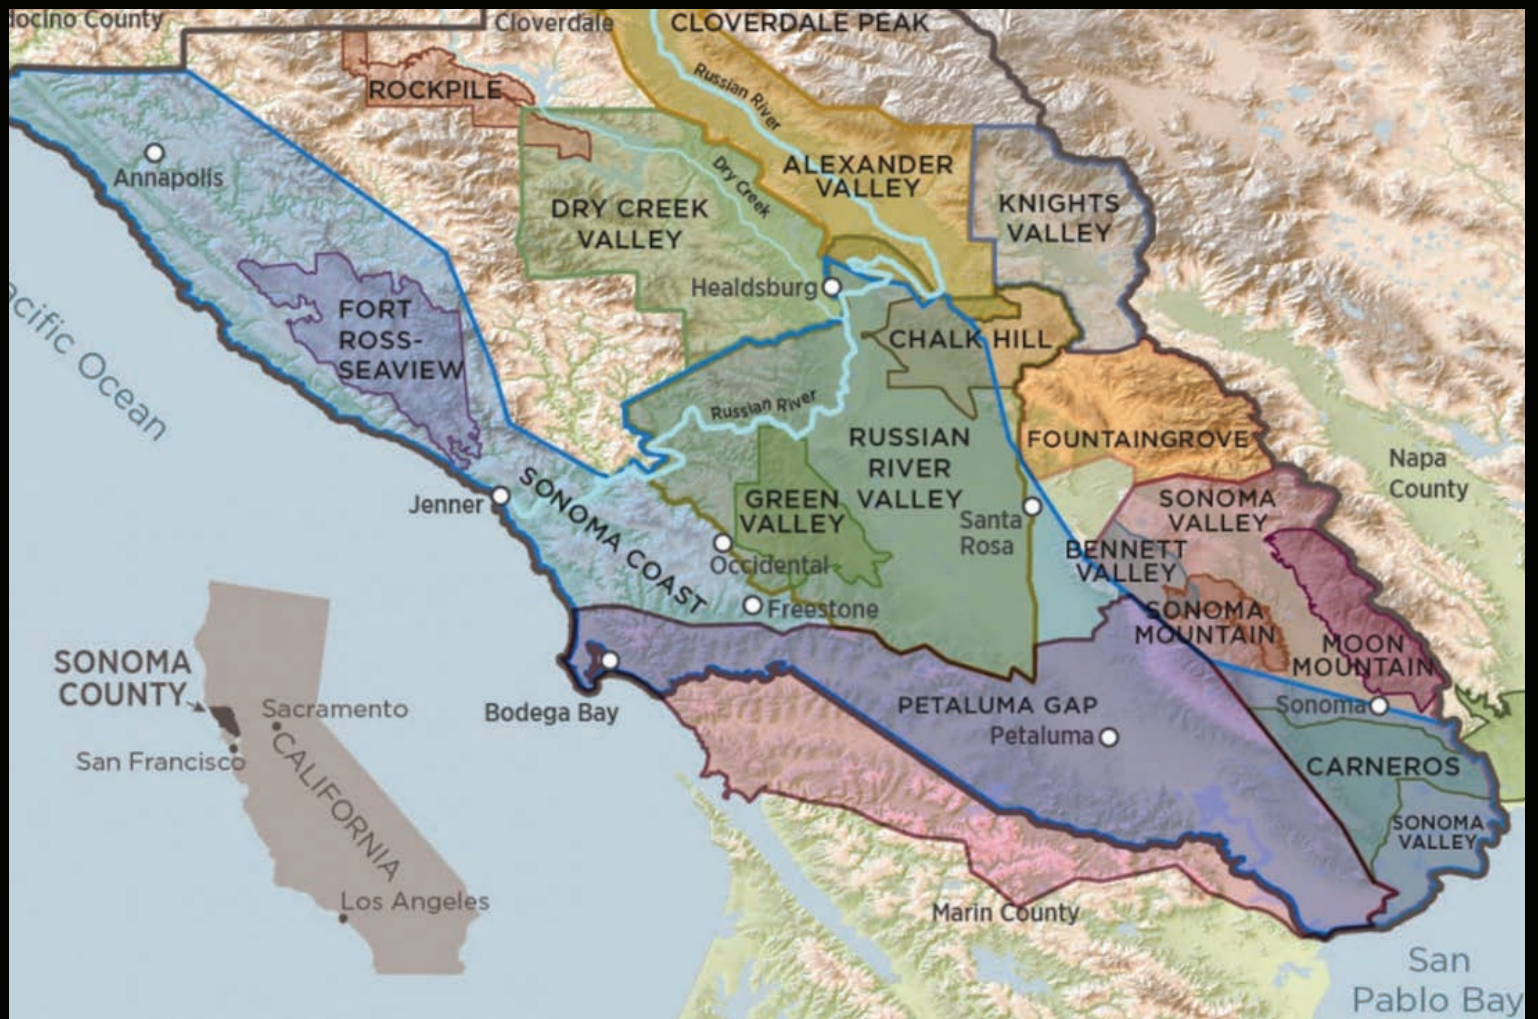 docino County
Cloverdale
CLOVERDALE PEAK
ROCKPILE
Russian River
Annapolis
Dry Creek
ALEXANDER
VALLEY
DRY CREEK
VALLEY
KNIGHTS
VALLEY
Healdsburg
acific Ocean
FORT
ROSS-
SEAVIEW
CHALK HILL
Russian River
RUSSIAN
RIVER
VALLEY
FOUNTAINGROVE
Napa
County
Jenner
SONOMA COAST
GREEN
VALLEY
Santa
Rosa
SONOMA
VALLEY
BENNETT
VALLEY
Occidental
Freestone
SONOMA
MOUNTAIN
MOON
MOUNTAIN
SONOMA
COUNTY
Sacramento
San Francisco
CALIFORNIA
Los Angeles
Bodega Bay
PETALUMA GAP
Petaluma
Sonoma
CARNEROS
SONOMA
VALLEY
Marin County
San
Pablo Bay